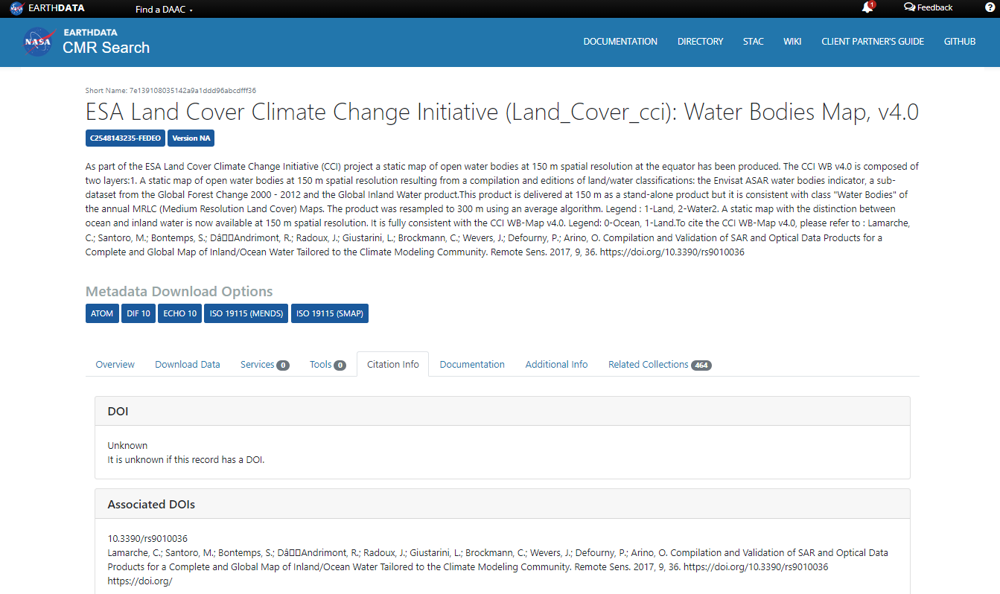 EARTHDATA
Find a DAAC
1
Feedback
?
NASA
EARTHDATA
CMR Search
DOCUMENTATION
DIRECTORY
STAC
WIKI
CLIENT PARTNER'S GUIDE
GITHUB
Short Name: 7e139108035142a9a1ddd96abcdfff36
ESA Land Cover Climate Change Initiative (Land_Cover_cci): Water Bodies Map, v4.0
C2548143235-FEDEO
Version NA
As part of the ESA Land Cover Climate Change Initiative (CCI) project a static map of open water bodies at 150 m spatial resolution at the equator has been produced. The CCI WB v4.0 is composed of
two layers:1. A static map of open water bodies at 150 m spatial resolution resulting from a compilation and editions of land/water classifications: the Envisat ASAR water bodies indicator, a sub-
dataset from the Global Forest Change 2000 - 2012 and the Global Inland Water product.This product is delivered at 150 m as a stand-alone product but it is consistent with class "Water Bodies" of
the annual MRLC (Medium Resolution Land Cover) Maps. The product was resampled to 300 m using an average algorithm. Legend : 1-Land, 2-Water2. A static map with the distinction between
ocean and inland water is now available at 150 m spatial resolution. It is fully consistent with the CCI WB-Map v4.0. Legend: 0-Ocean, 1-Land.To cite the CCI WB-Map v4.0, please refer to : Lamarche,
C.; Santoro, M.; Bontemps, S.; Dâ▯▯Andrimont, R.; Radoux, J.; Giustarini, L.; Brockmann, C.; Wevers, J.; Defourny, P.; Arino, O. Compilation and Validation of SAR and Optical Data Products for a
Complete and Global Map of Inland/Ocean Water Tailored to the Climate Modeling Community. Remote Sens. 2017, 9, 36. https://doi.org/10.3390/rs9010036
Metadata Download Options
ATOM
DIF 10
ECHO 10
ISO 19115 (MENDS)
ISO 19115 (SMAP)
Overview
Download Data
Services 0
Tools 0
Citation Info
Documentation
Additional Info
Related Collections 464
DOI
Unknown
It is unknown if this record has a DOI.
Associated DOIs
10.3390/rs9010036
Lamarche, C.; Santoro, M.; Bontemps, S.; Dâ▯▯Andrimont, R.; Radoux, J.; Giustarini, L.; Brockmann, C.; Wevers, J.; Defourny, P.; Arino, O. Compilation and Validation of SAR and Optical Data
Products for a Complete and Global Map of Inland/Ocean Water Tailored to the Climate Modeling Community. Remote Sens. 2017, 9, 36. https://doi.org/10.3390/rs9010036
https://doi.org/